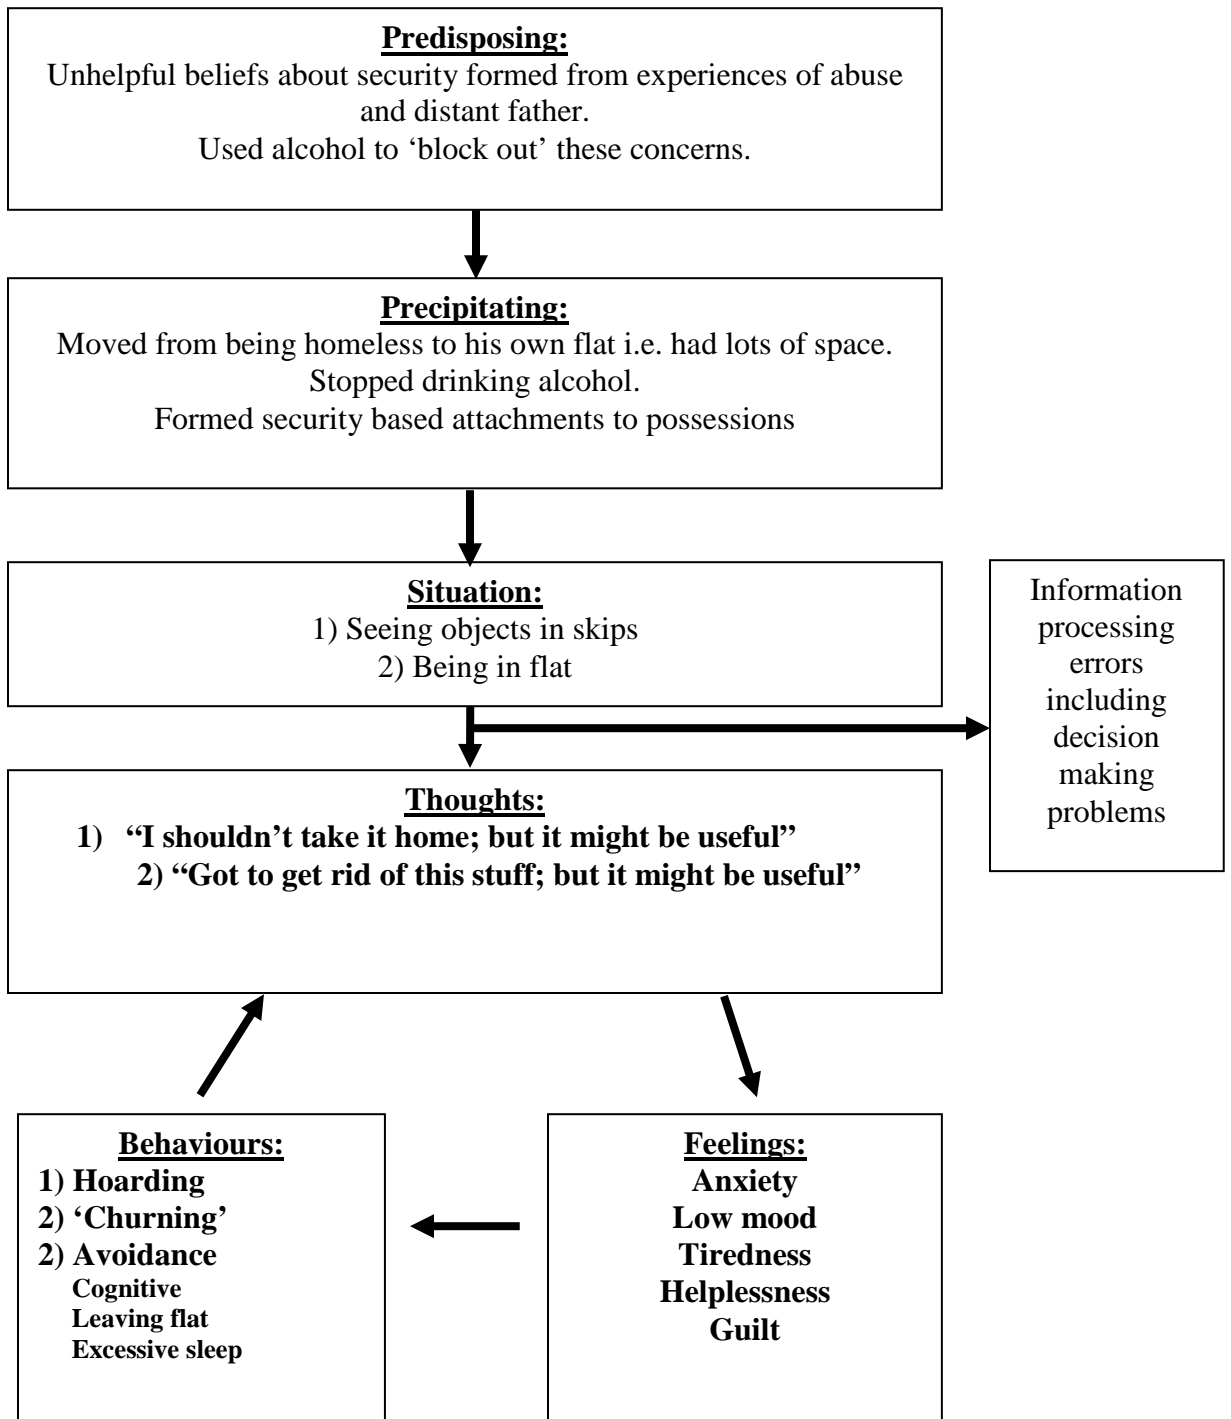 Predisposing:
Unhelpful beliefs about security formed from experiences of abuse
and distant father.
Used alcohol to ‘block out’ these concerns.
Precipitating:
Moved from being homeless to his own flat i.e. had lots of space.
Stopped drinking alcohol.
Formed security based attachments to possessions
Situation:
1) Seeing objects in skips
2) Being in flat
Information
processing
errors
including
decision
making
problems
Thoughts:
1) “I shouldn’t take it home; but it might be useful”
2) “Got to get rid of this stuff; but it might be useful”
Behaviours:
1) Hoarding
2) ‘Churning’
2) Avoidance
Cognitive
Leaving flat
Excessive sleep
Feelings:
Anxiety
Low mood
Tiredness
Helplessness
Guilt